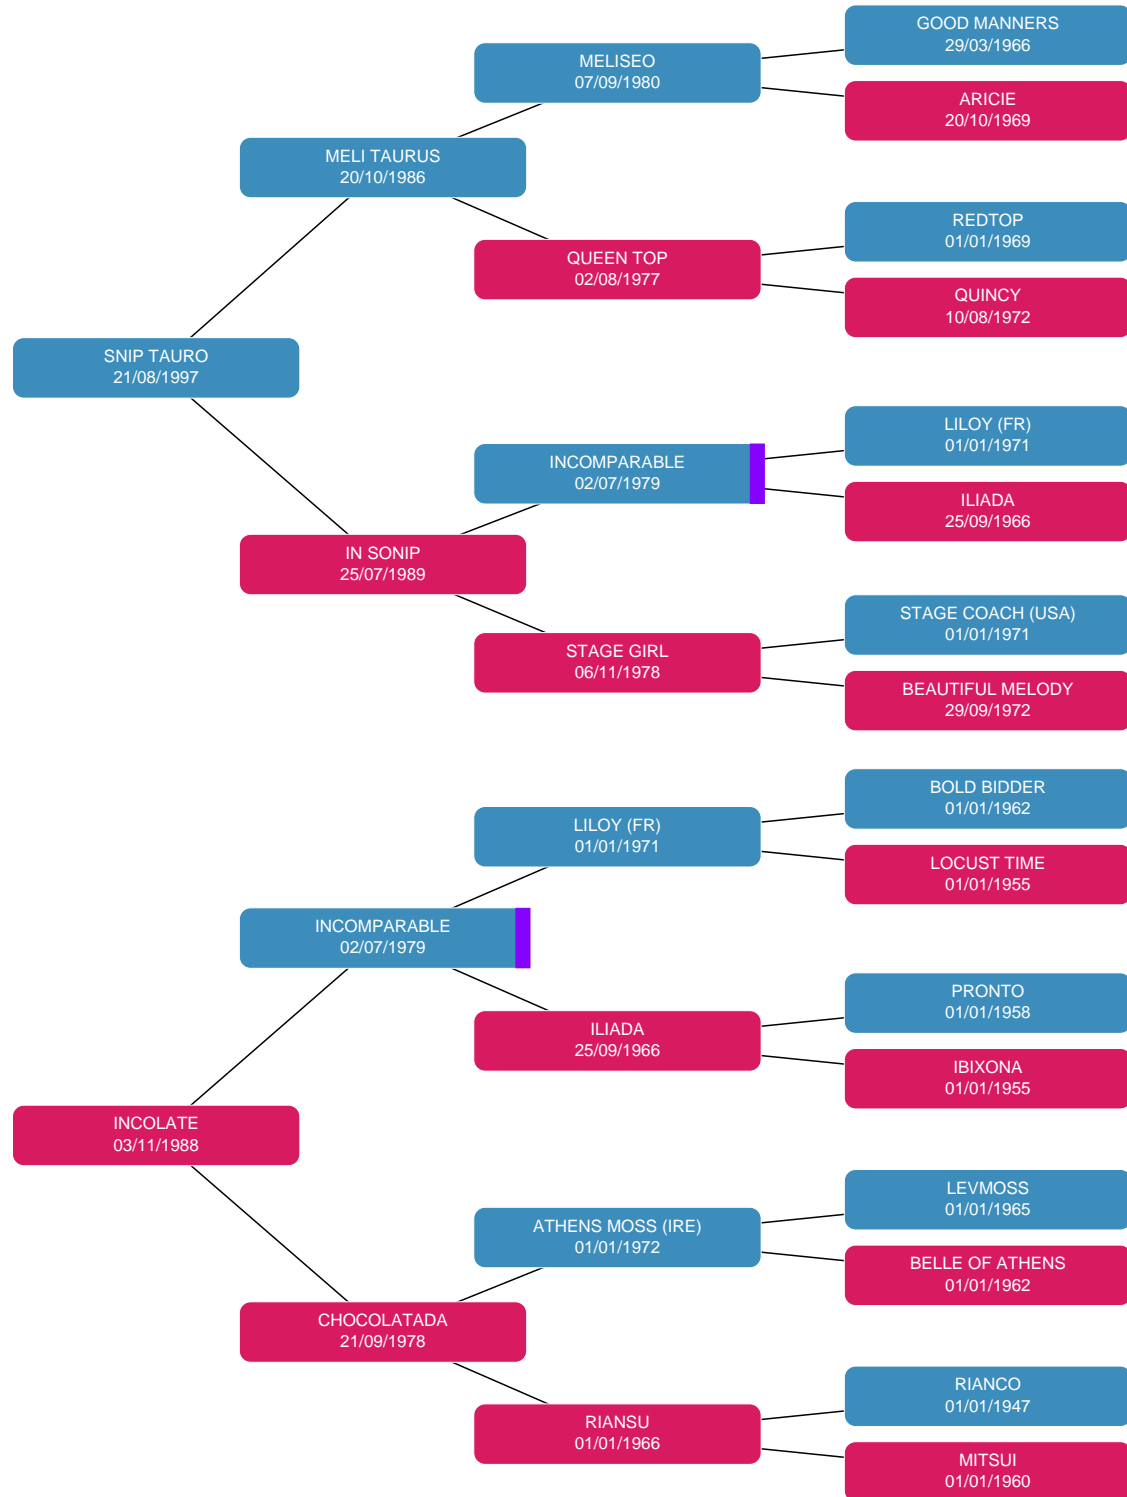 GOOD MANNERS
29/03/1966
MELISEO
07/09/1980
ARICIE
20/10/1969
MELI TAURUS
20/10/1986
REDTOP
01/01/1969
QUEEN TOP
02/08/1977
QUINCY
10/08/1972
SNIP TAURO
21/08/1997
LILOY (FR)
01/01/1971
INCOMPARABLE
02/07/1979
ILIADA
25/09/1966
IN SONIP
25/07/1989
STAGE COACH (USA)
01/01/1971
STAGE GIRL
06/11/1978
BEAUTIFUL MELODY
29/09/1972
BOLD BIDDER
01/01/1962
LILOY (FR)
01/01/1971
LOCUST TIME
01/01/1955
INCOMPARABLE
02/07/1979
PRONTO
01/01/1958
ILIADA
25/09/1966
IBIXONA
01/01/1955
INCOLATE
03/11/1988
LEVMOSS
01/01/1965
ATHENS MOSS (IRE)
01/01/1972
BELLE OF ATHENS
01/01/1962
CHOCOLATADA
21/09/1978
RIANCO
01/01/1947
RIANSU
01/01/1966
MITSUI
01/01/1960